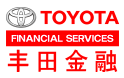 TOYOTA
FINANCIAL SERVICES
丰田金融